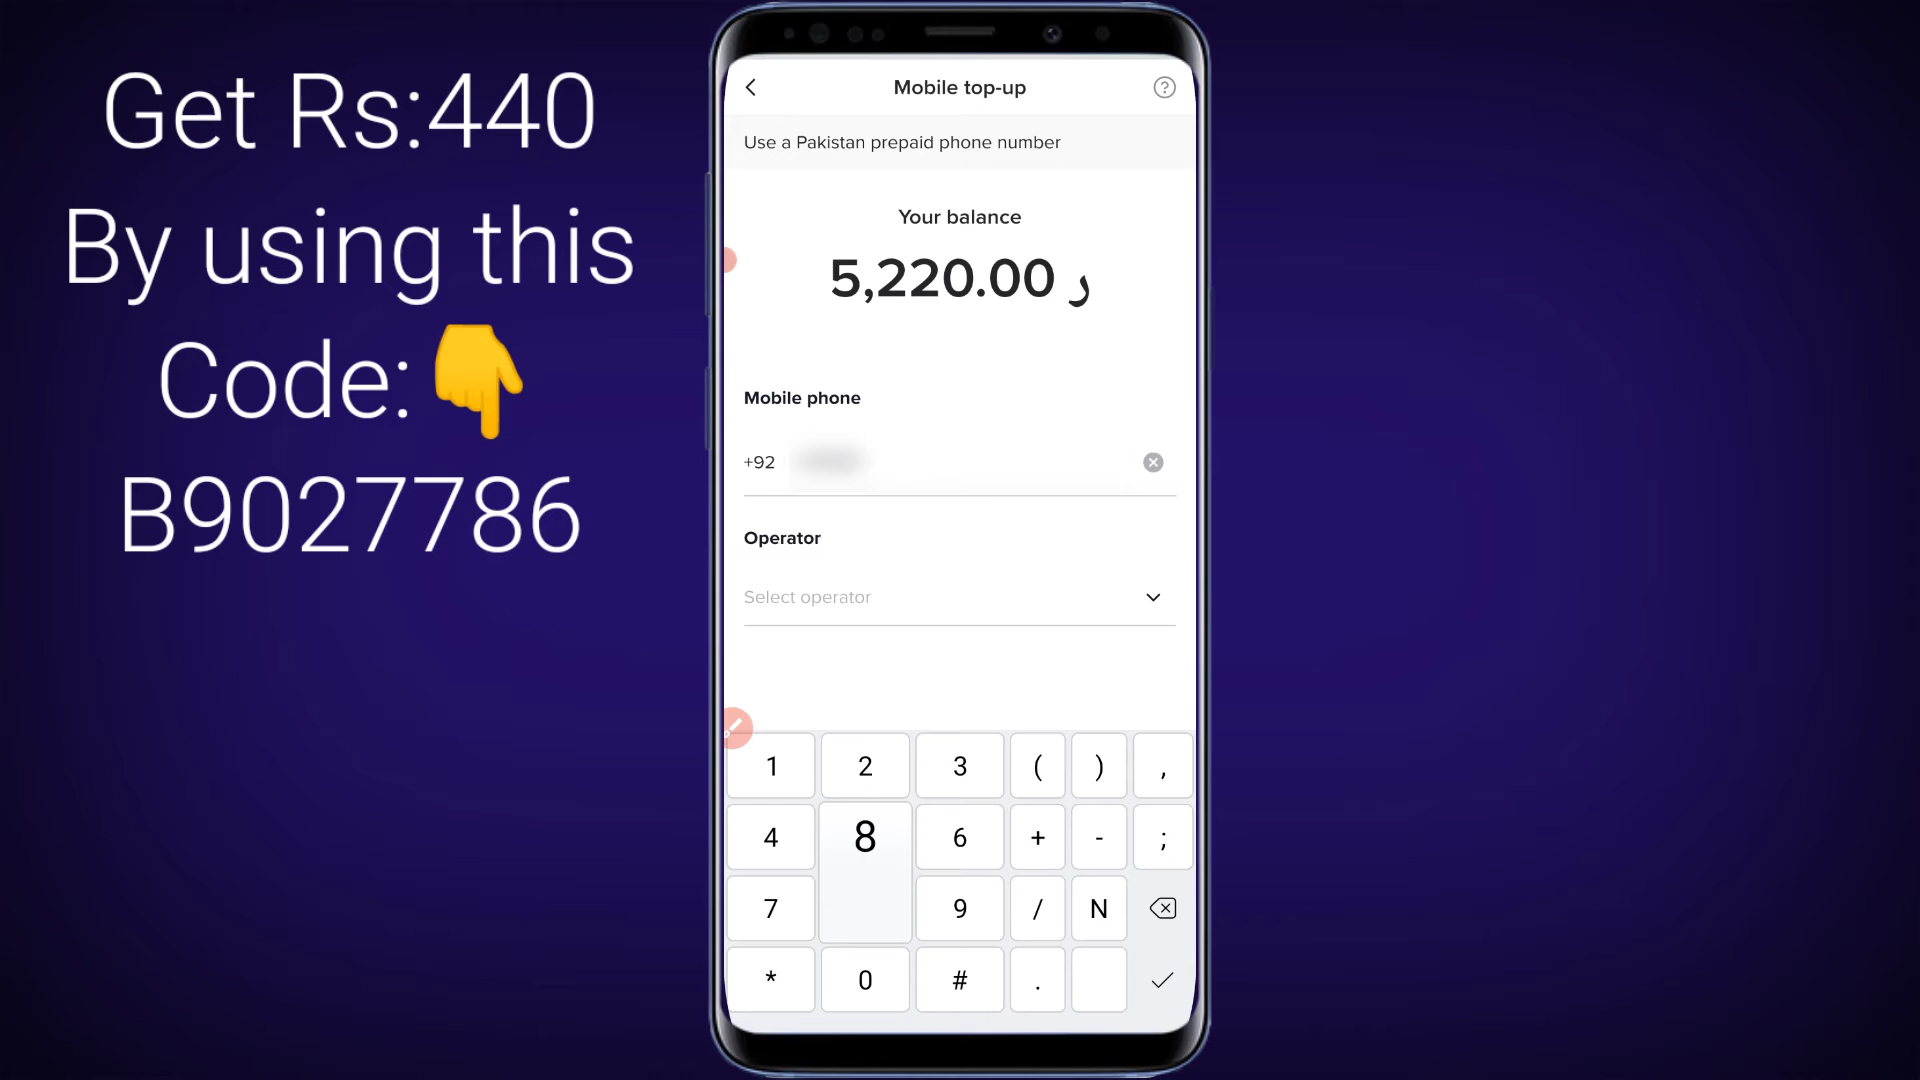 Get Rs:440
By using this
Code:👇
B9027786
Mobile top-up
Use a Pakistan prepaid phone number
Your balance
5,220.00 ر
Mobile phone
+92
Operator
Select operator
1 2 3 ( ) ,
4 8 6 + - ;
7 9 / N
* 0 # .